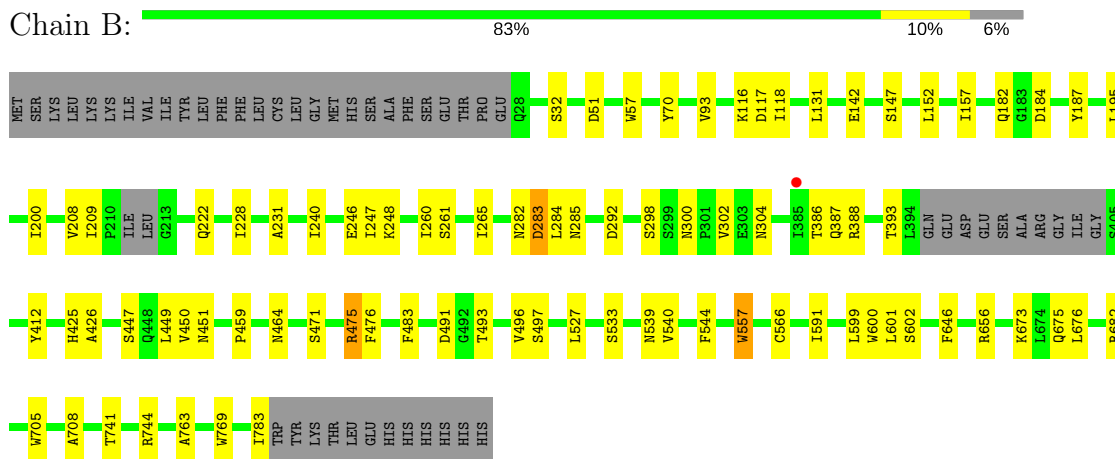 Chain B:
83% 10% 6%
MET SER LYS LEU LYS LYS ILE VAL ILE TYR LEU PHE PHE LEU CYS LEU GLY MET HIS SER ALA PHE SER GLU THR PRO GLU Q28 S32 D51 W57 Y70 V93 K116 D117 I118 L131 E142 S147 L152 I157 Q182 G183 D184 Y187 L195
I200 V208 I209 P210 ILE LEU G213 Q222 I228 A231 I240 E246 I247 K248 I260 S261 I265 N282 D283 L284 N285 D292 S298 S299 N300 P301 V302 E303 N304 I385 T386 Q387 R388 T393 L394 GLN GLU ASP GLU SER ALA ARG GLY ILE GLY S405
Y412 H425 A426 S447 Q448 L449 V450 N451 P459 N464 S471 R475 F476 F483 D491 G492 T493 V496 S497 L527 S533 N539 V540 F544 W557 C566 I591 L599 W600 L601 S602 F646 R656 K673 L674 Q675 L676 R682
W705 A708 T741 R744 A763 W769 I783 TRP TYR LYS THR LEU GLU HIS HIS HIS HIS HIS HIS